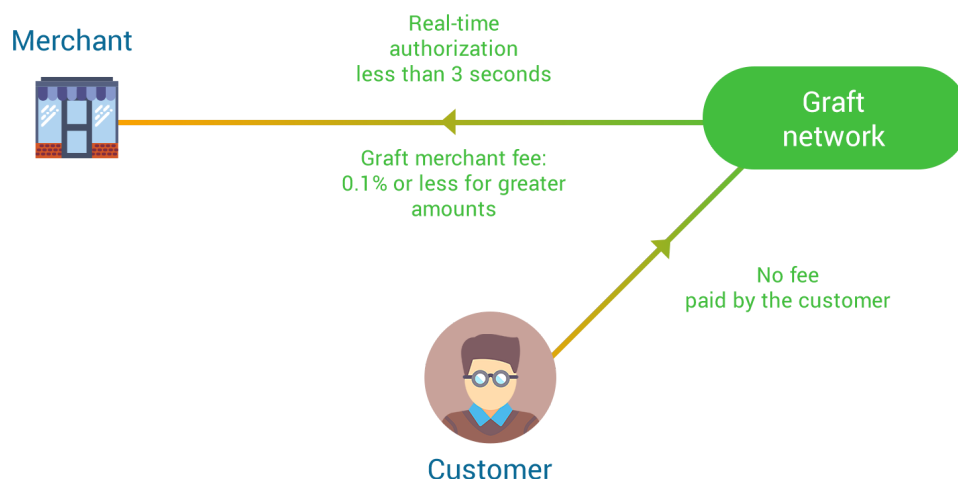 Merchant
Real-time
authorization
less than 3 seconds
Graft
network
Graft merchant fee:
0.1% or less for greater
amounts
No fee
paid by the customer
Customer